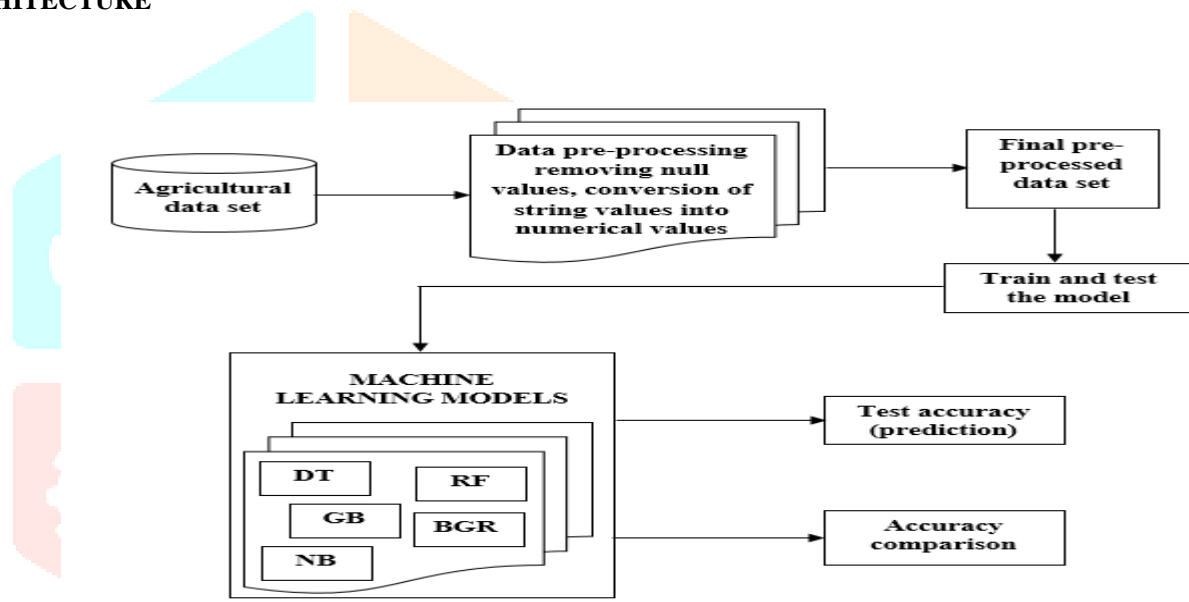 HITECTURE
Agricultural
data set
Data pre-processing
removing null
values, conversion of
string values into
numerical values
Final pre-
processed
data set
Train and test
the model
MACHINE
LEARNING MODELS
DT
RF
GB
BGR
NB
Test accuracy
(prediction)
Accuracy
comparison